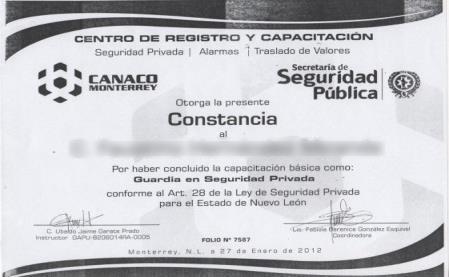 CENTRO DE REGISTRO Y CAPACITACIÓN
Seguridad Privada | Alarmas | Traslado de Valores
CANACO
MONTERREY
Secretaría de
Seguridad
Pública
Otorga la presente
Constancia
al
Por haber concluido la capacitación básica como:
Guardia en Seguridad Privada
conforme al Art. 28 de la Ley de Seguridad Privada
para el Estado de Nuevo León
C. Ubaldo Jaime Garate Prado
Instructor GAPU-8206014RA-0005
Lic. Fabiola Berenice González Esquivel
Coordinadora
FOLIO Nº 7587
Monterrey, N.L. a 27 de Enero de 2012